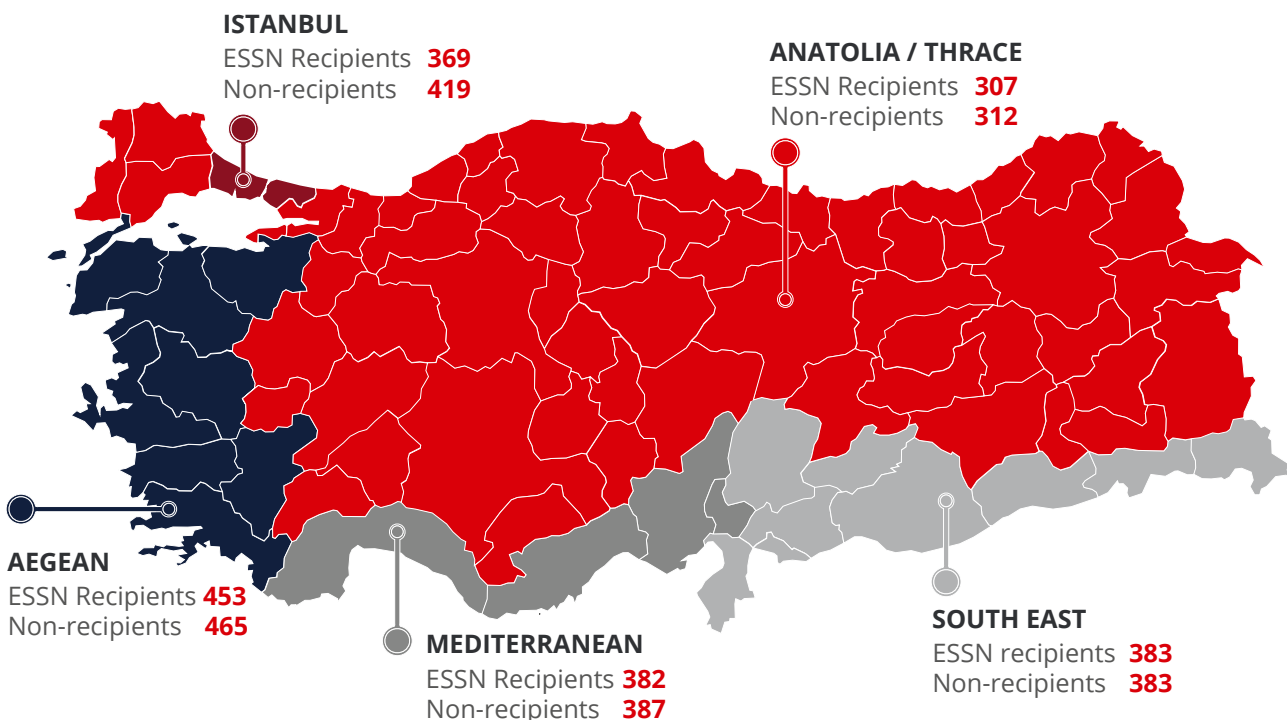 ISTANBUL
ESSN Recipients 369
Non-recipients 419
ANATOLIA / THRACE
ESSN Recipients 307
Non-recipients 312
AEGEAN
ESSN Recipients 453
Non-recipients 465
MEDITERRANEAN
ESSN Recipients 382
Non-recipients 387
SOUTH EAST
ESSN recipients 383
Non-recipients 383